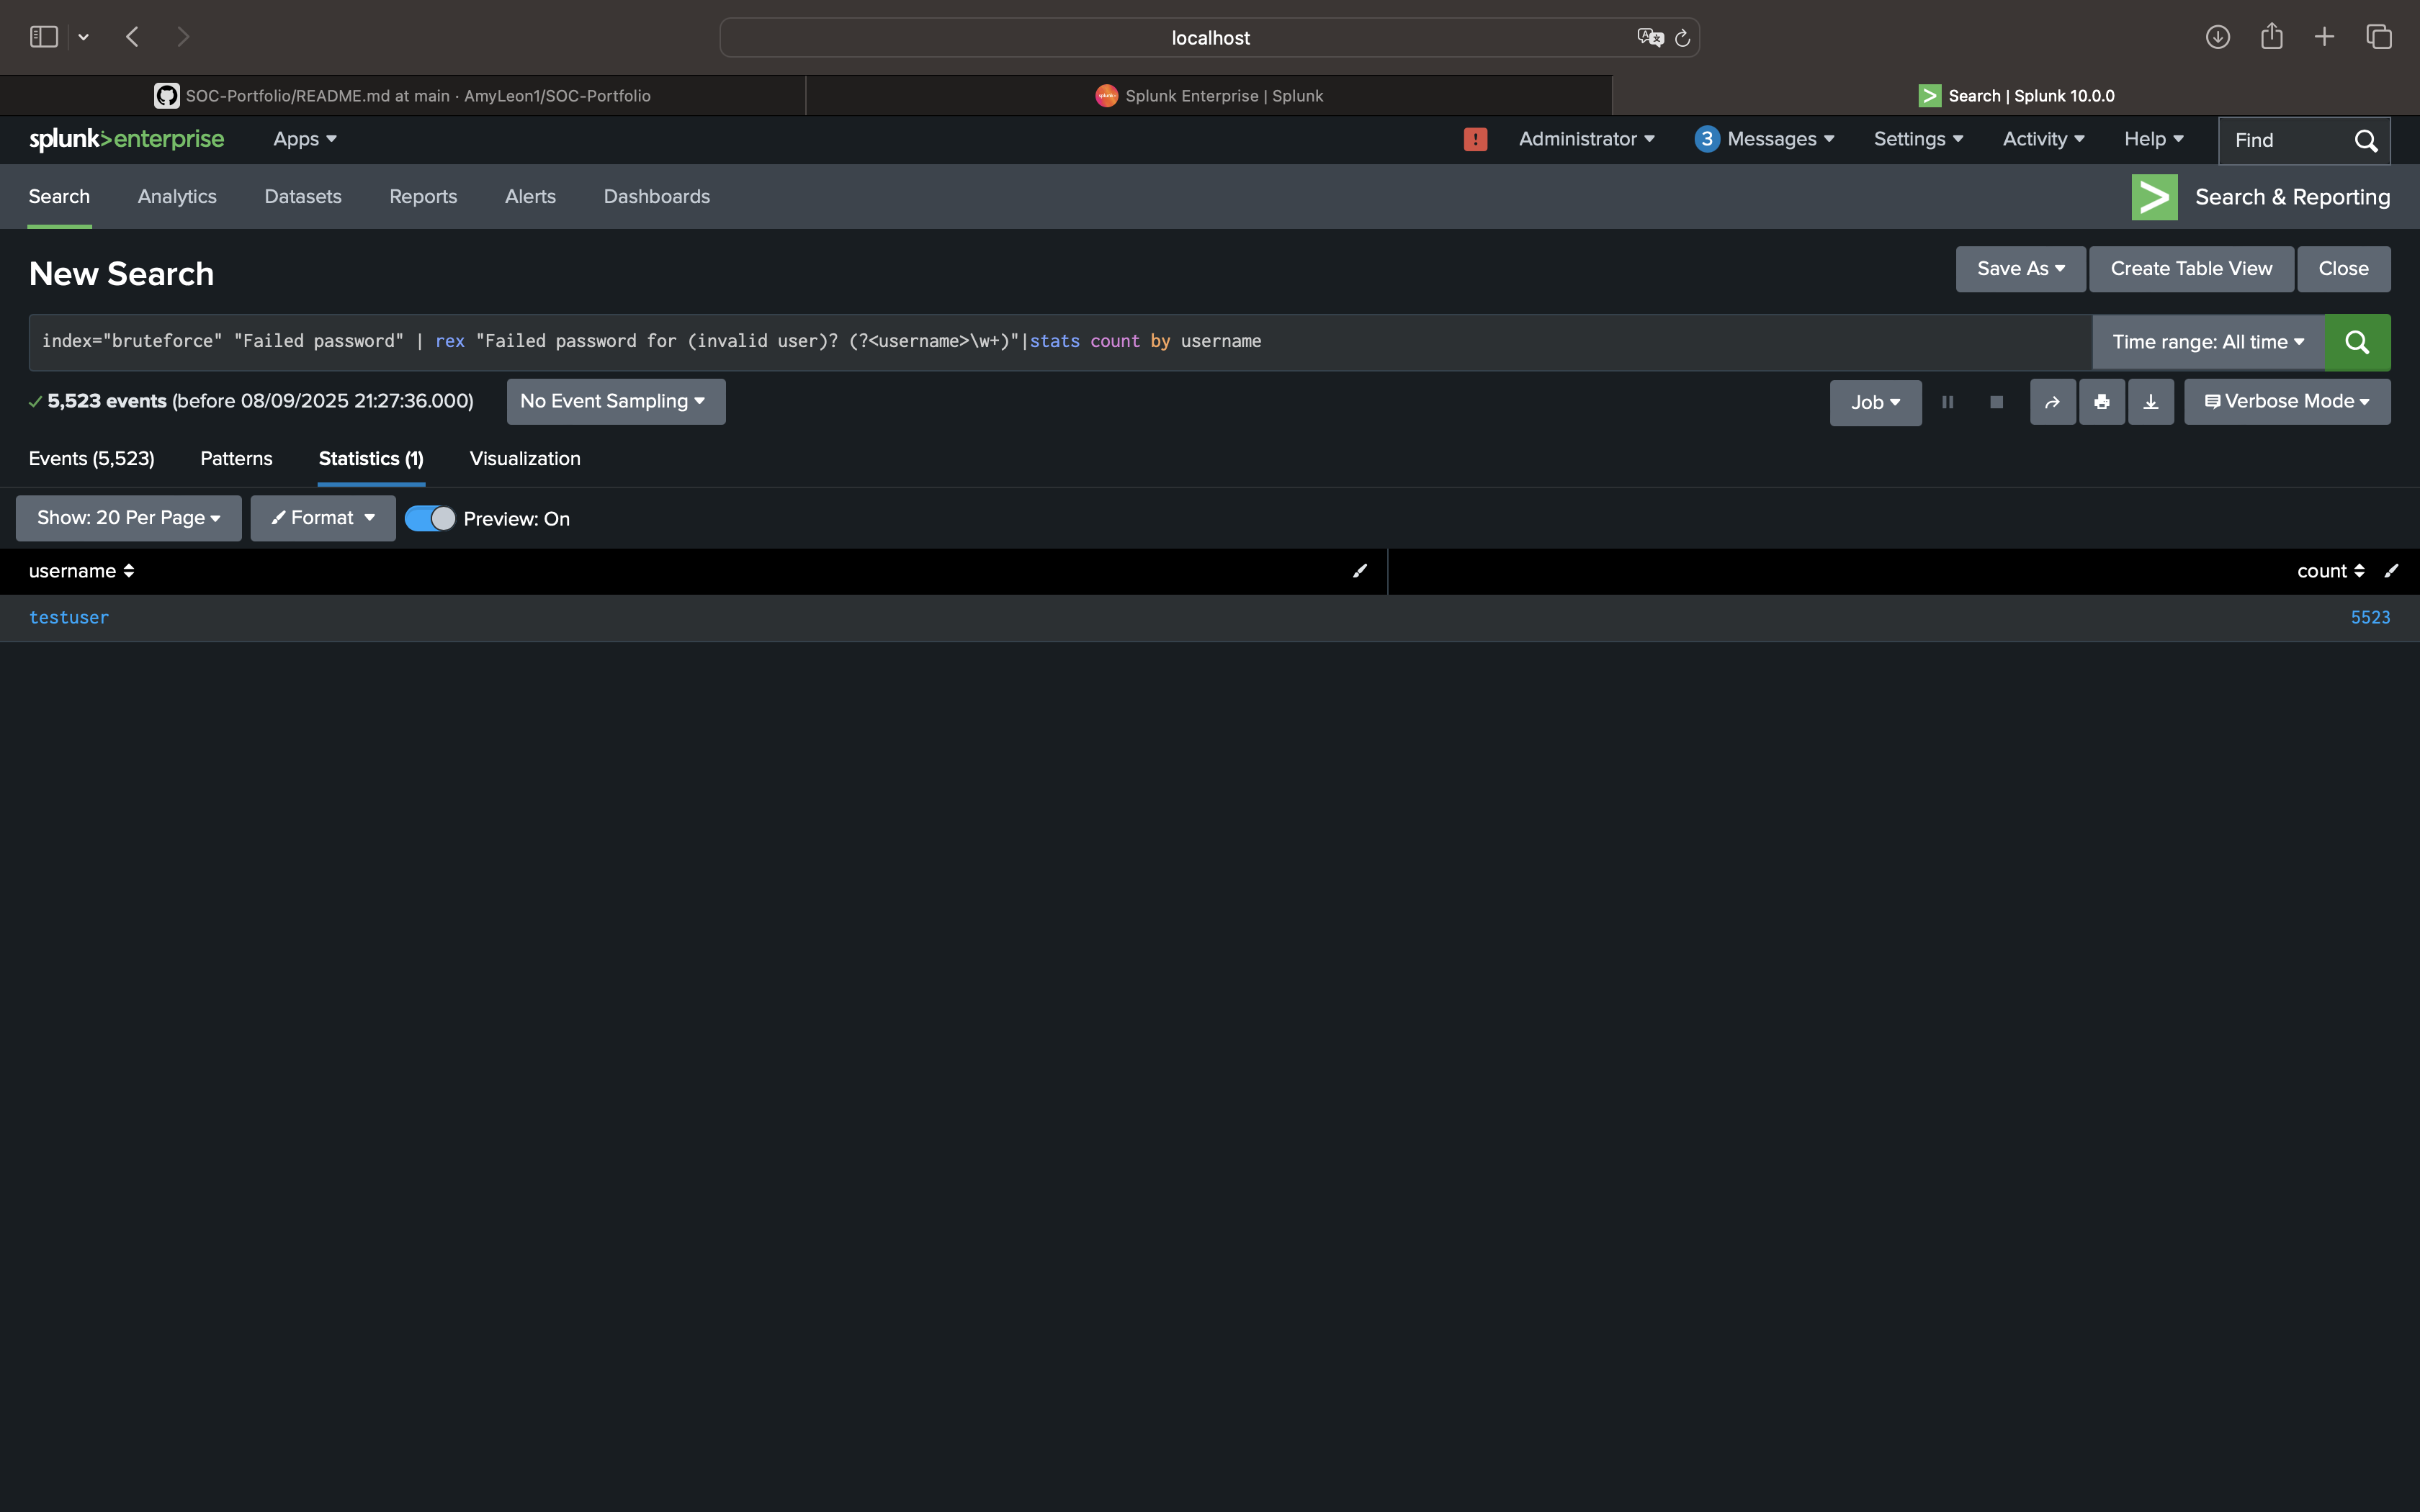 localhost
SOC-Portfolio/README.md at main · AmyLeon1/SOC-Portfolio
Splunk Enterprise | Splunk
Search | Splunk 10.0.0
splunk>enterprise
Apps
Administrator
3 Messages
Settings
Activity
Help
Find
Search
Analytics
Datasets
Reports
Alerts
Dashboards
Search & Reporting
New Search
Save As
Create Table View
Close
index="bruteforce" "Failed password" | rex "Failed password for (invalid user)? (?<username>\w+)"|stats count by username
Time range: All time
5,523 events (before 08/09/2025 21:27:36.000)
No Event Sampling
Job
Verbose Mode
Events (5,523)
Patterns
Statistics (1)
Visualization
Show: 20 Per Page
Format
Preview: On
username
count
testuser
5523